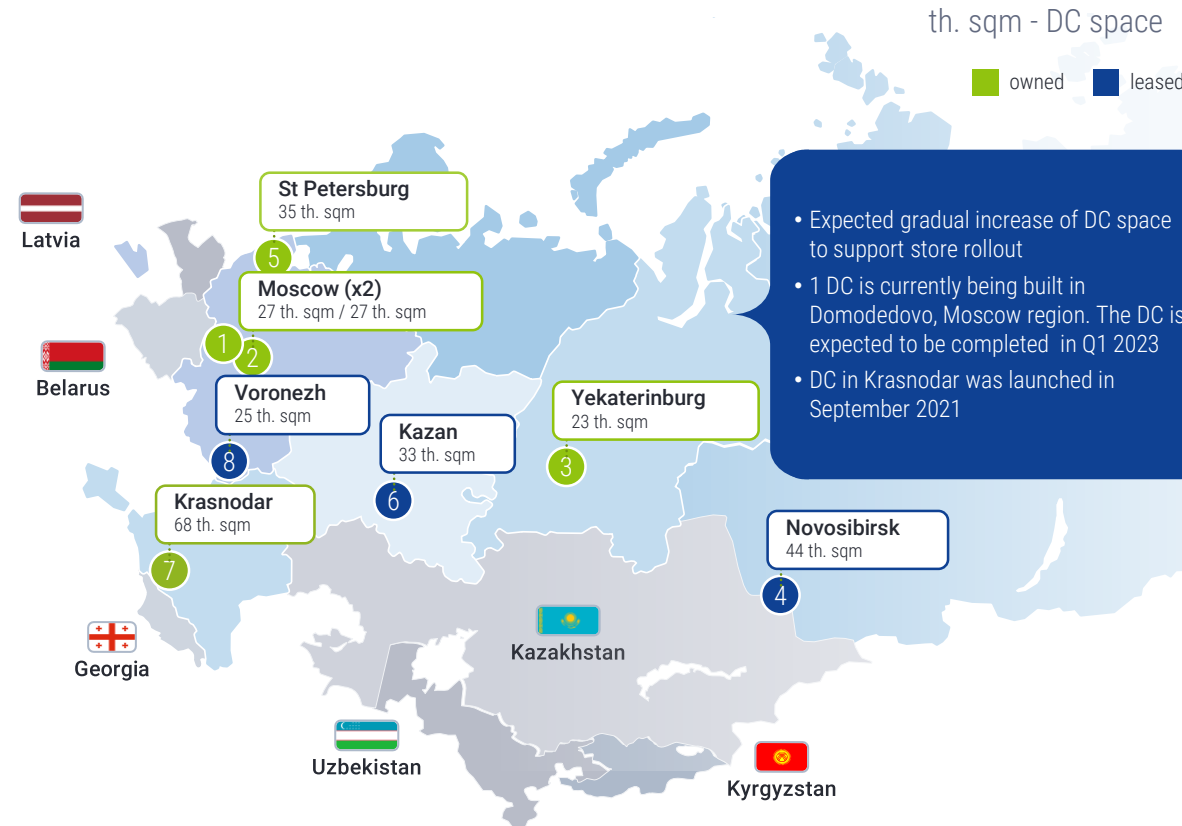 th. sqm - DC space
owned
leased
St Petersburg
35 th. sqm
5
Latvia
Moscow (x2)
27 th. sqm / 27 th. sqm
1
2
Belarus
Voronezh
25 th. sqm
8
Kazan
33 th. sqm
6
Yekaterinburg
23 th. sqm
3
• Expected gradual increase of DC space
to support store rollout
• 1 DC is currently being built in
Domodedovo, Moscow region. The DC is
expected to be completed in Q1 2023
• DC in Krasnodar was launched in
September 2021
Krasnodar
68 th. sqm
7
Novosibirsk
44 th. sqm
4
Georgia
Kazakhstan
Uzbekistan
Kyrgyzstan